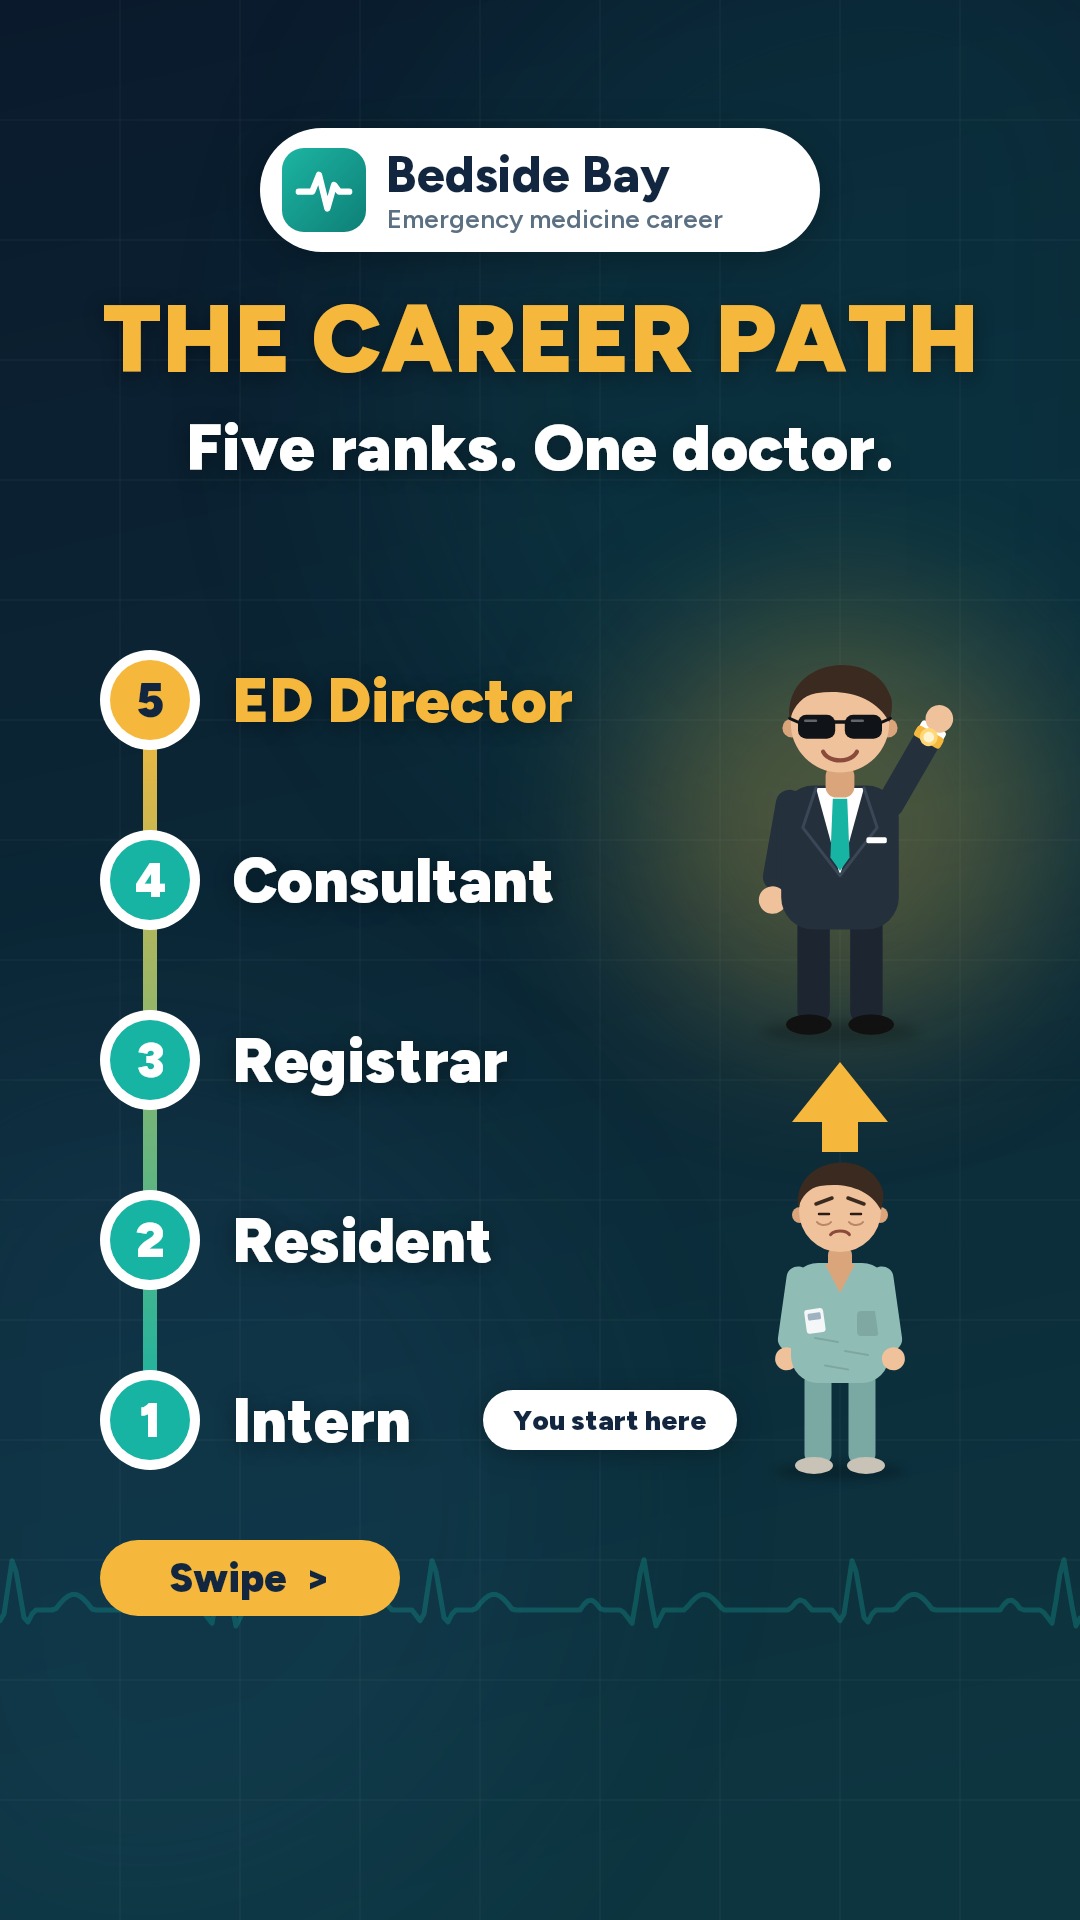 Bedside Bay
Emergency medicine career
THE CAREER PATH
Five ranks. One doctor.
5 ED Director
4 Consultant
3 Registrar
2 Resident
1 Intern You start here
Swipe >